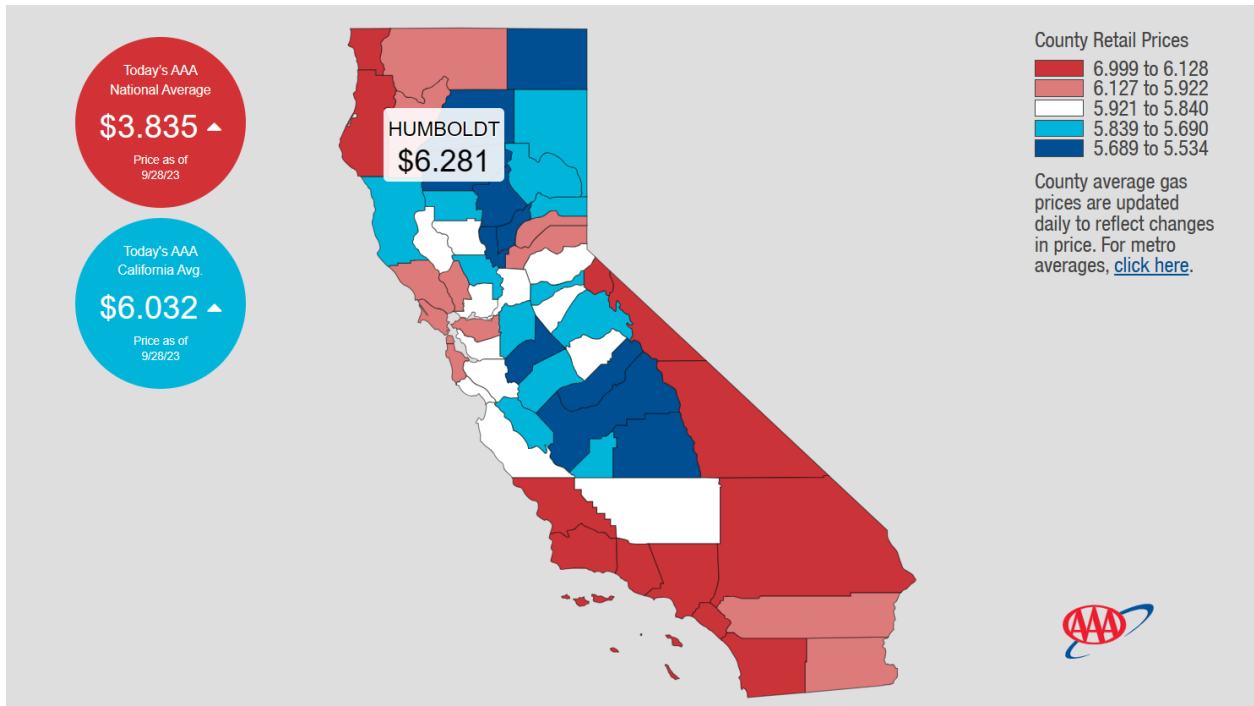 Today's AAA
National Average
$3.835
Price as of
9/28/23
Today's AAA
California Avg.
$6.032
Price as of
9/28/23
HUMBOLDT
$6.281
County Retail Prices
6.999 to 6.128
6.127 to 5.922
5.921 to 5.840
5.839 to 5.690
5.689 to 5.534
County average gas
prices are updated
daily to reflect changes
in price. For metro
averages, click here.
AAA